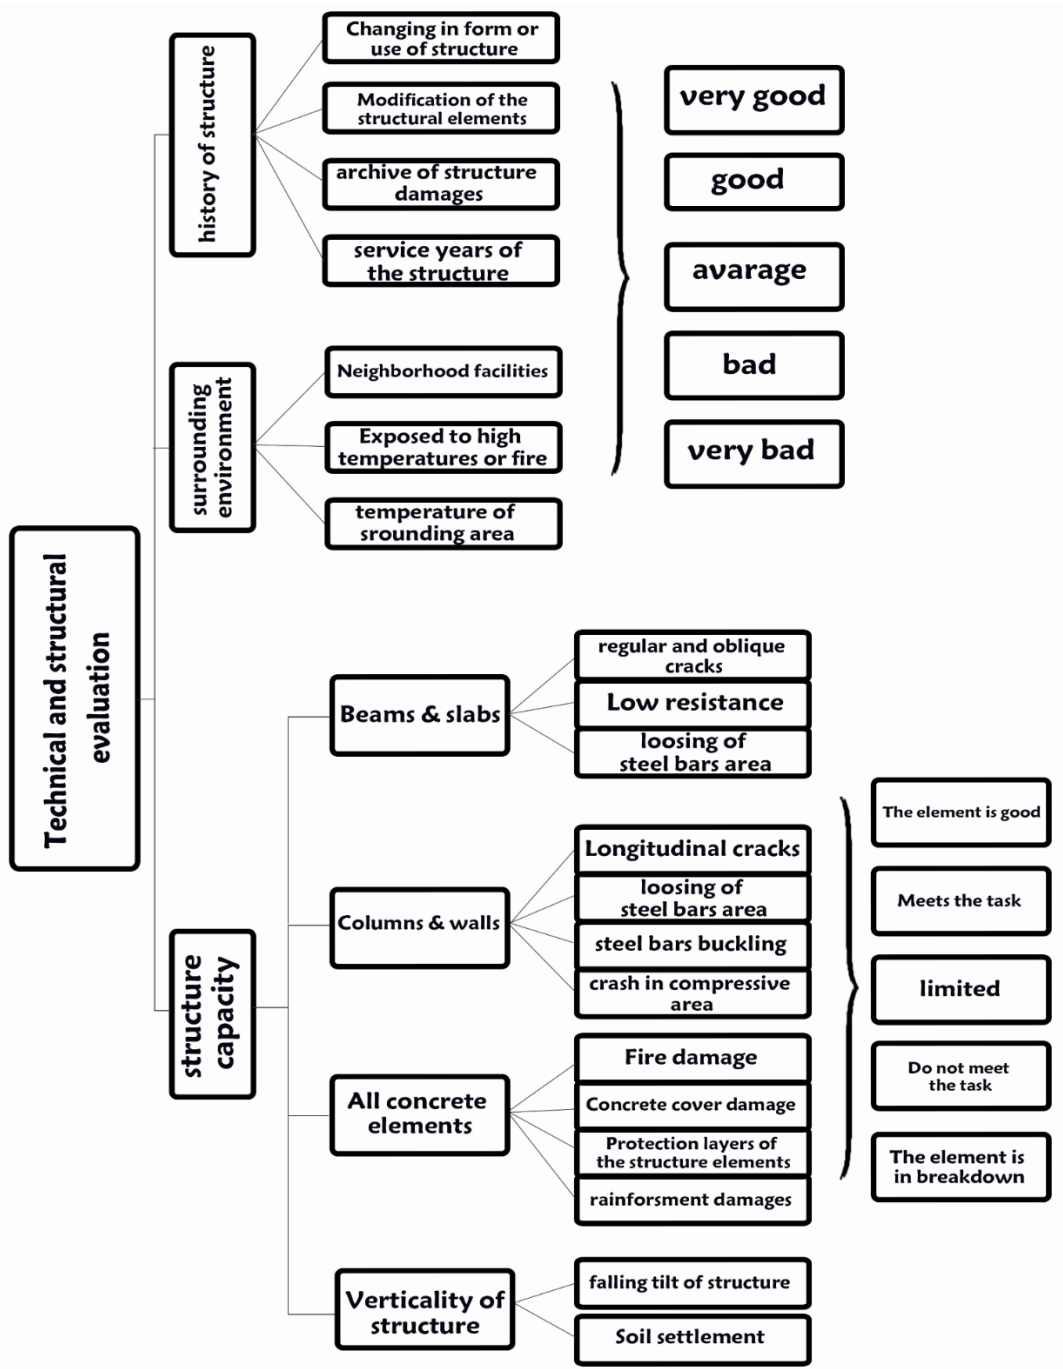 Technical and structural
evaluation
history of structure
Changing in form or
use of structure
Modification of the
structural elements
archive of structure
damages
service years of
the structure
surrounding
environment
Neighborhood facilities
Exposed to high
temperatures or fire
temperature of
srounding area
very good
good
avarage
bad
very bad
structure
capacity
Beams & slabs
regular and oblique
cracks
Low resistance
loosing of
steel bars area
Columns & walls
Longitudinal cracks
loosing of
steel bars area
steel bars buckling
crash in compressive
area
All concrete
elements
Fire damage
Concrete cover damage
Protection layers of
the structure elements
rainforsment damages
Verticality of
structure
falling tilt of structure
Soil settlement
The element is good
Meets the task
limited
Do not meet
the task
The element is
in breakdown